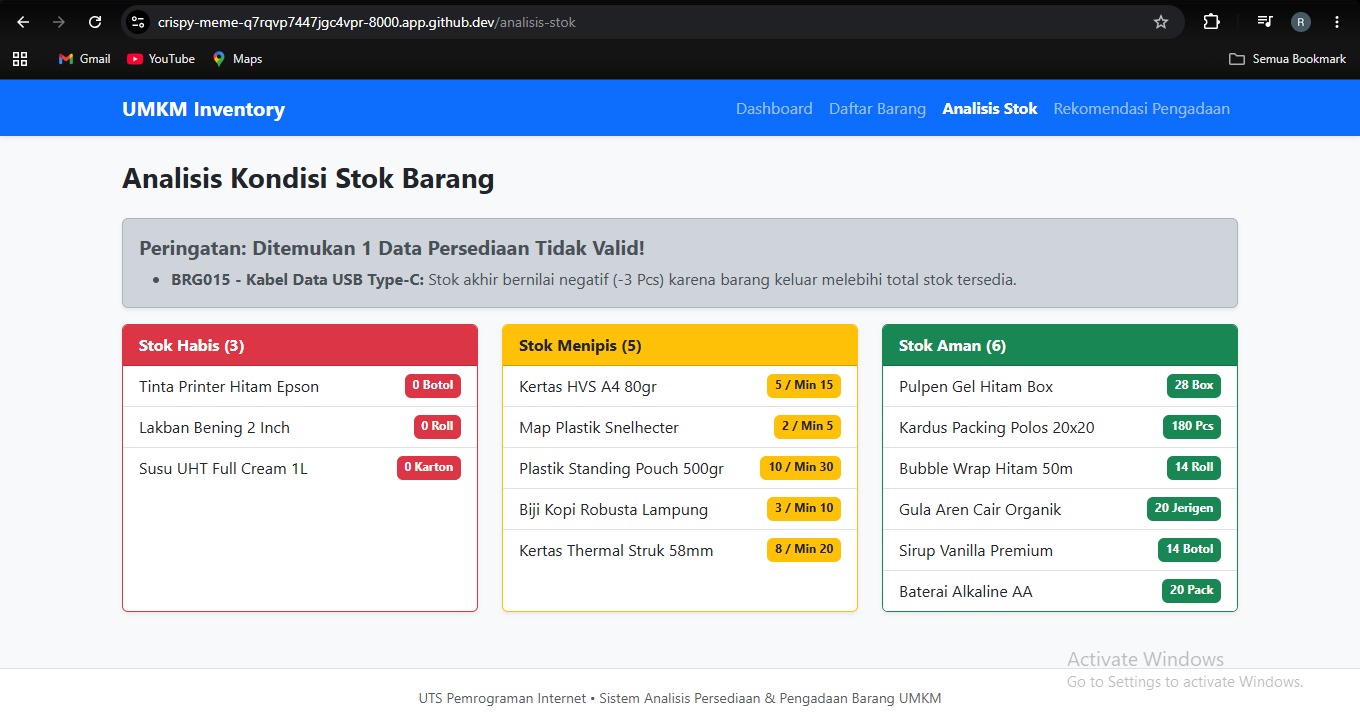 crispy-meme-q7rqvp7447jgc4vpr-8000.app.github.dev/analisis-stok
R
Gmail YouTube Maps Semua Bookmark
UMKM Inventory Dashboard Daftar Barang Analisis Stok Rekomendasi Pengadaan
Analisis Kondisi Stok Barang
Peringatan: Ditemukan 1 Data Persediaan Tidak Valid!
• BRG015 - Kabel Data USB Type-C: Stok akhir bernilai negatif (-3 Pcs) karena barang keluar melebihi total stok tersedia.
Stok Habis (3)
Tinta Printer Hitam Epson 0 Botol
Lakban Bening 2 Inch 0 Roll
Susu UHT Full Cream 1L 0 Karton
Stok Menipis (5)
Kertas HVS A4 80gr 5 / Min 15
Map Plastik Snelhecter 2 / Min 5
Plastik Standing Pouch 500gr 10 / Min 30
Biji Kopi Robusta Lampung 3 / Min 10
Kertas Thermal Struk 58mm 8 / Min 20
Stok Aman (6)
Pulpen Gel Hitam Box 28 Box
Kardus Packing Polos 20x20 180 Pcs
Bubble Wrap Hitam 50m 14 Roll
Gula Aren Cair Organik 20 Jerigen
Sirup Vanilla Premium 14 Botol
Baterai Alkaline AA 20 Pack
Activate Windows
Go to Settings to activate Windows.
UTS Pemrograman Internet • Sistem Analisis Persediaan & Pengadaan Barang UMKM